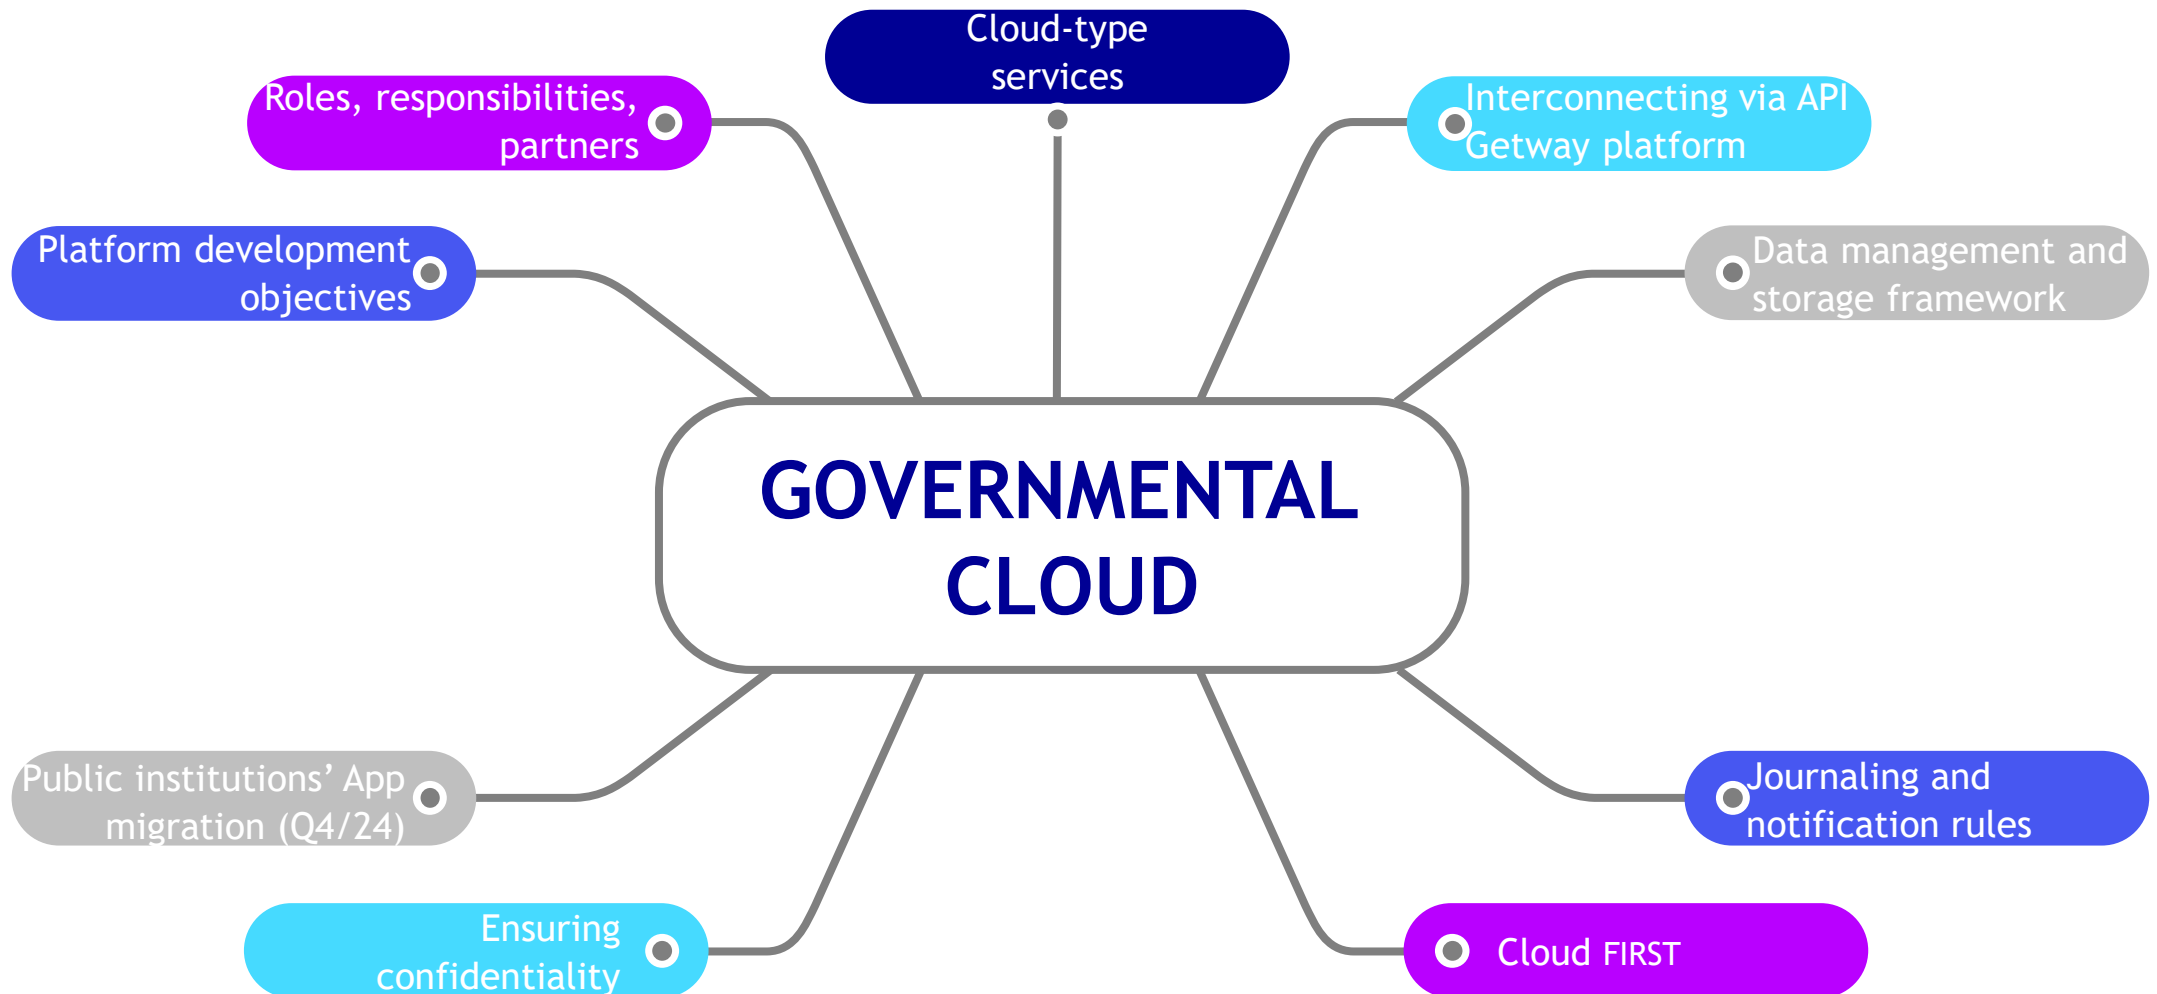 Cloud-type
services
Roles, responsibilities,
partners
Interconnecting via API
Getway platform
Platform development
objectives
Data management and
storage framework
GOVERNMENTAL
CLOUD
Public institutions’ App
migration (Q4/24)
Journaling and
notification rules
Ensuring
confidentiality
Cloud FIRST